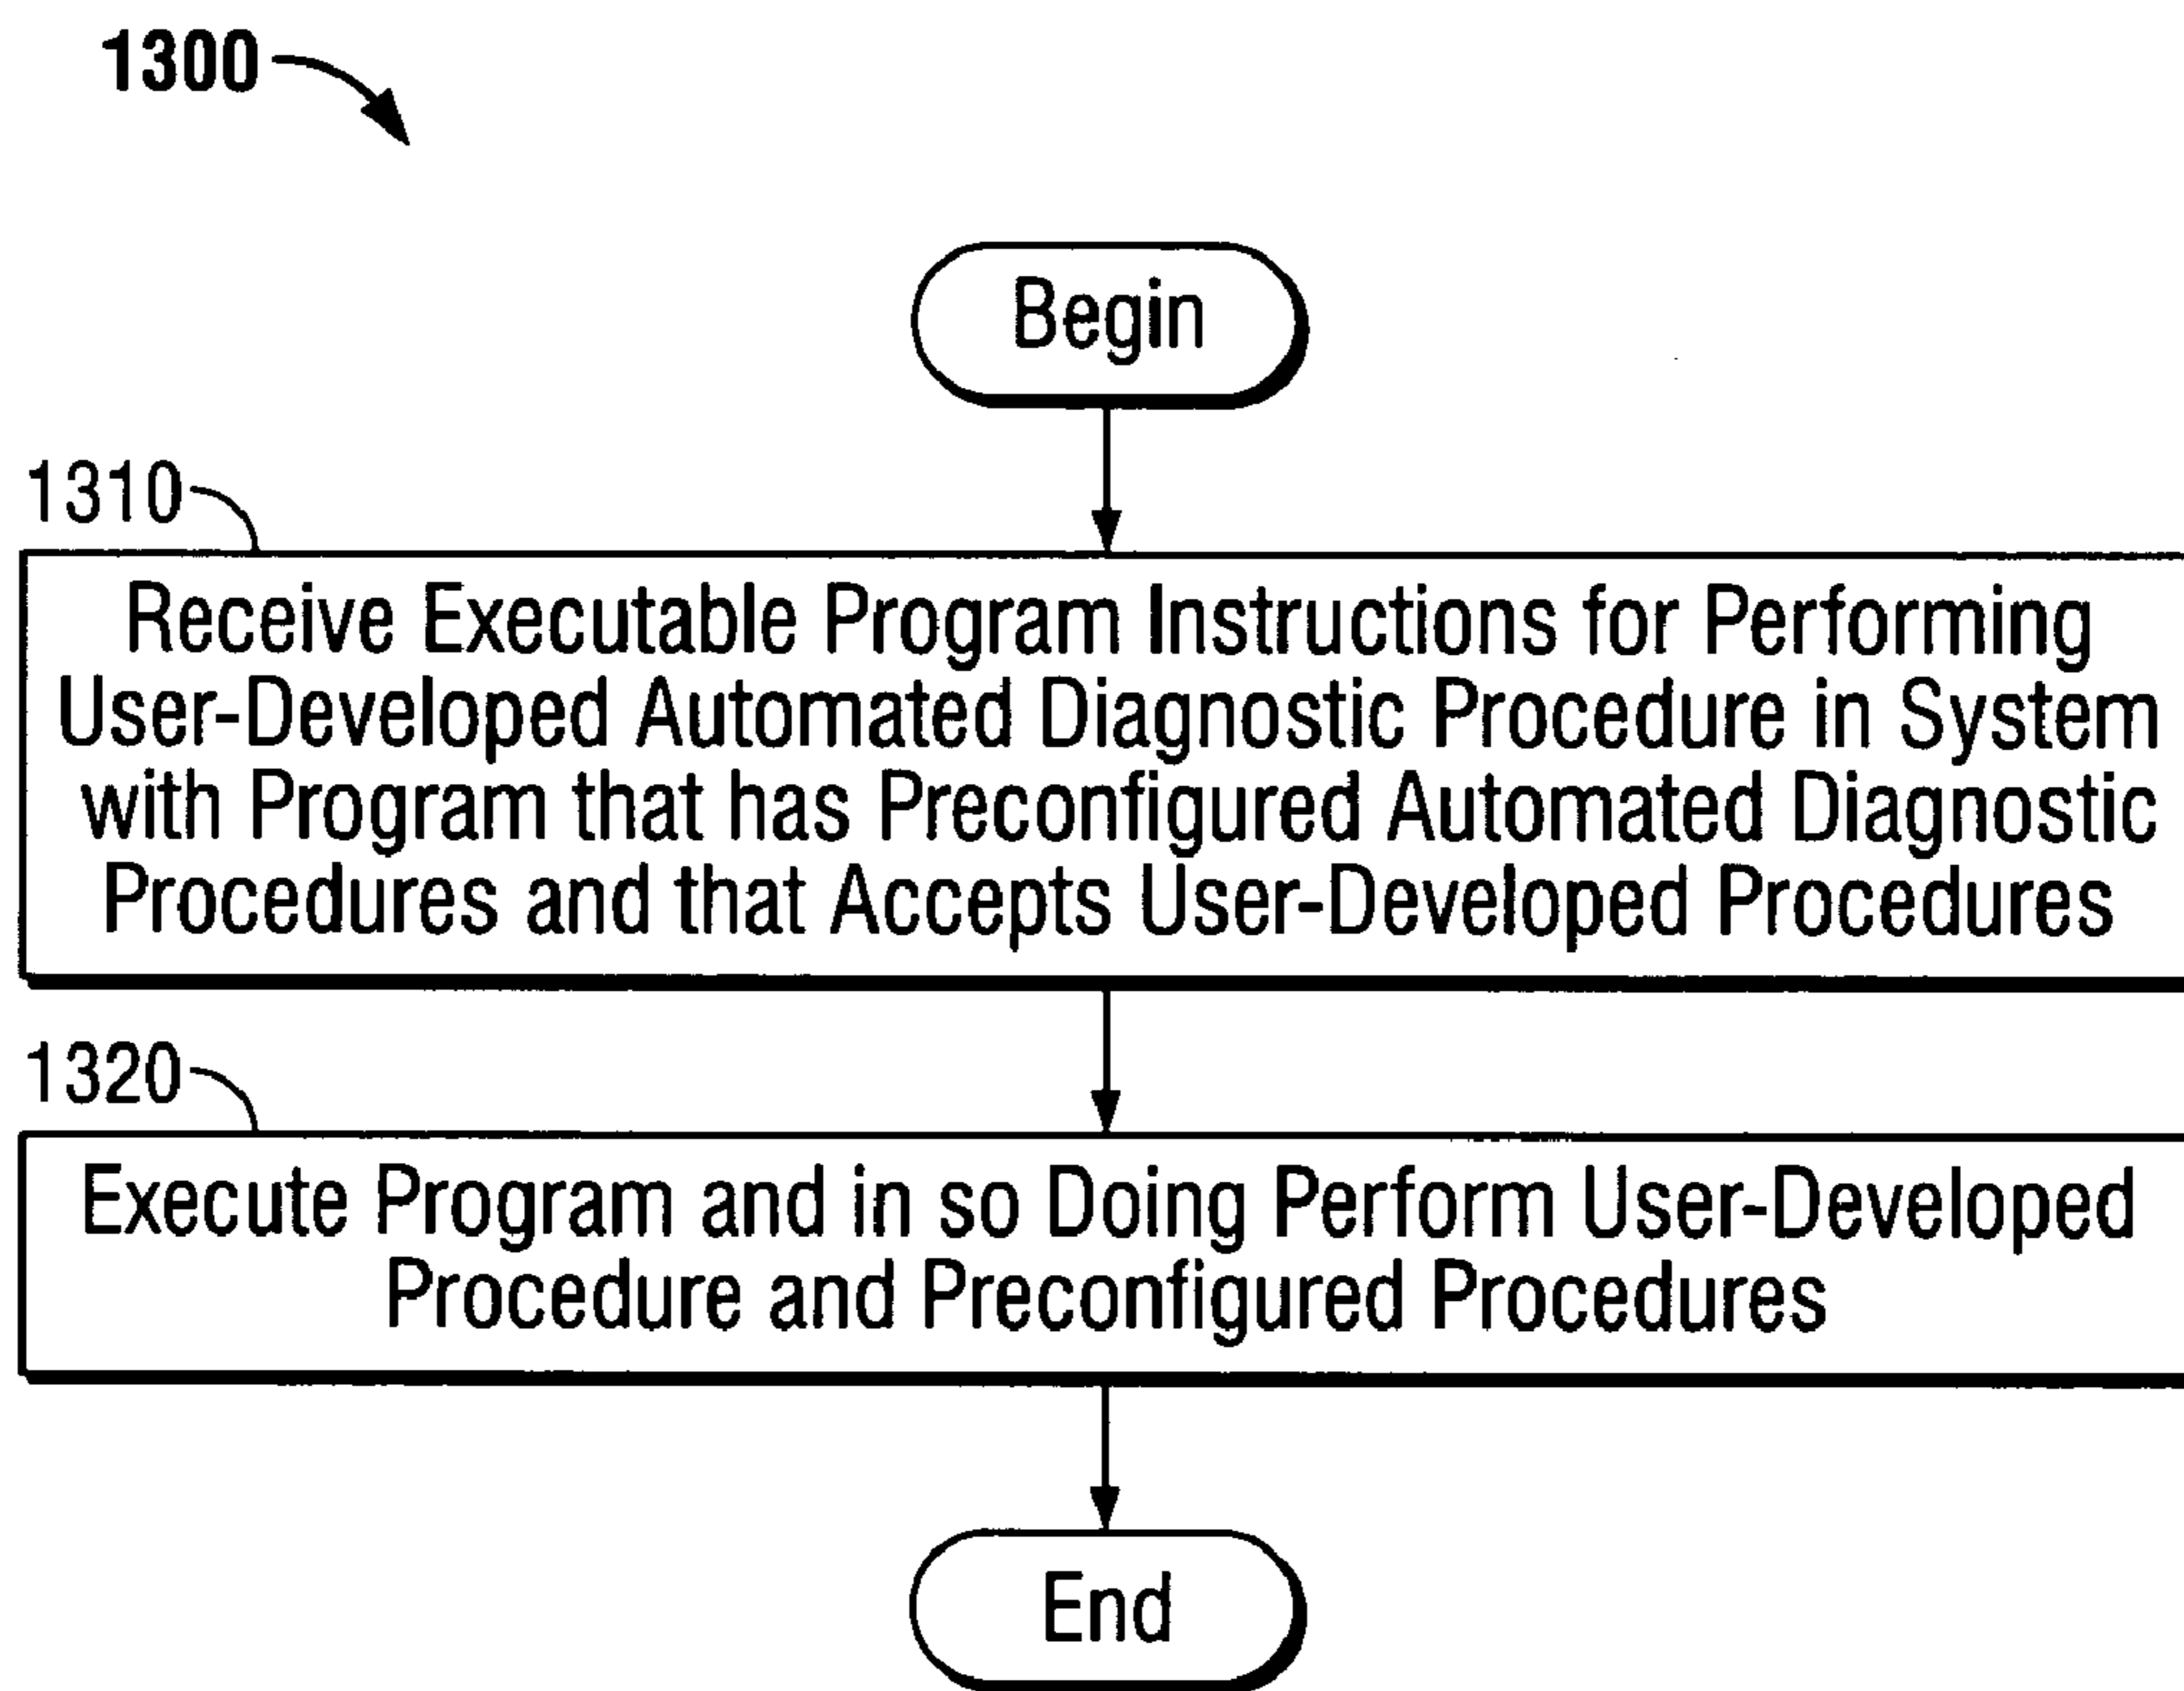 1300
Begin
1310
Receive Executable Program Instructions for Performing
User-Developed Automated Diagnostic Procedure in System
with Program that has Preconfigured Automated Diagnostic
Procedures and that Accepts User-Developed Procedures
1320
Execute Program and in so Doing Perform User-Developed
Procedure and Preconfigured Procedures
End